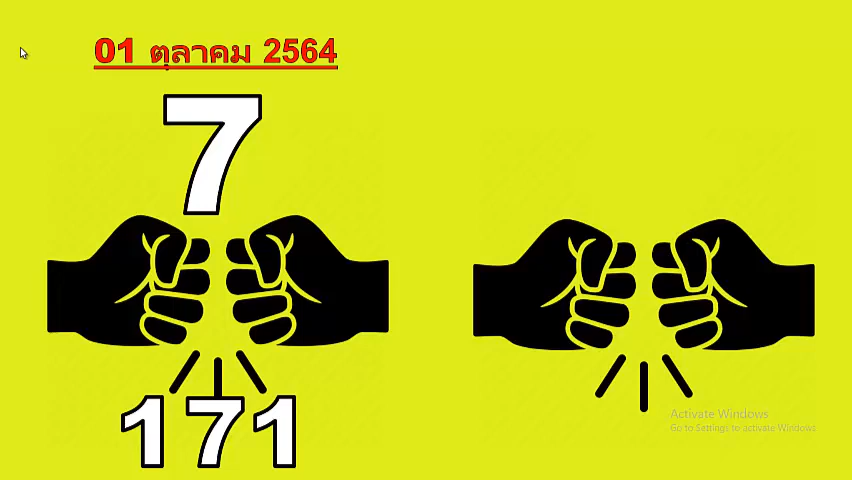 01 ตุลาคม 2564
7
171
Activate Windows
Go to Settings to activate Windows